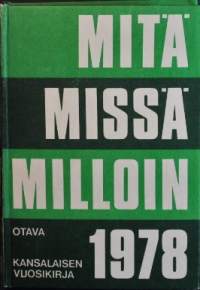 MITÄ
MISSÄ
MILLOIN
OTAVA
1978
KANSALAISEN
VUOSIKIRJA